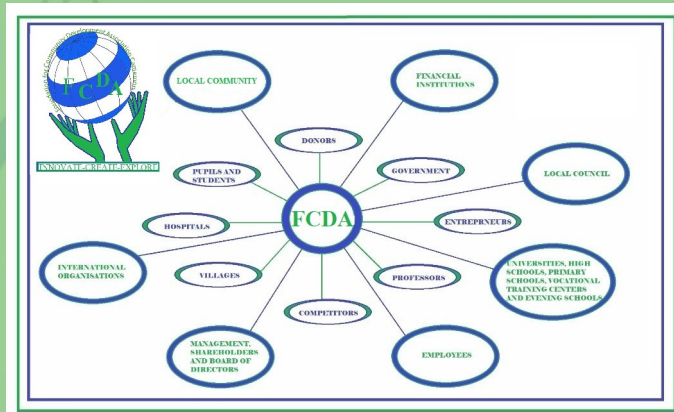 FCDA
INNOVATE-CREATE-EXPLORE
LOCAL COMMUNITY
FINANCIAL
INSTITUTIONS
DONORS
PUPILS AND
STUDENTS
GOVERNMENT
LOCAL COUNCIL
HOSPITALS
FCDA
ENTREPRNEURS
INTERNATIONAL
ORGANISATIONS
VILLAGES
PROFESSORS
UNIVERSITIES, HIGH
SCHOOLS, PRIMARY
SCHOOLS, VOCATIONAL
TRAINING CENTERS
AND EVENING SCHOOLS
COMPETITORS
MANAGEMENT,
SHAREHOLDERS
AND BOARD OF
DIRECTORS
EMPLOYEES